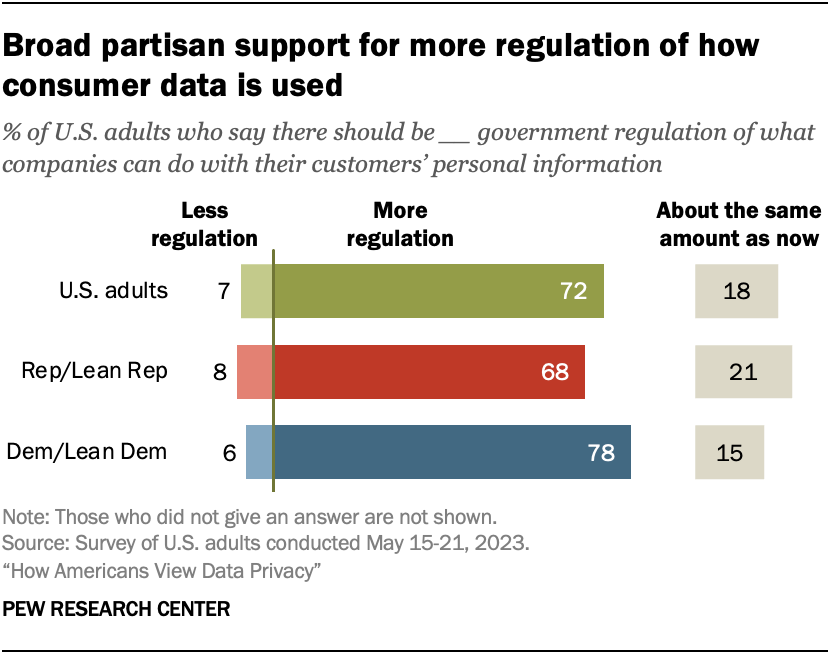 Broad partisan support for more regulation of how
consumer data is used
% of U.S. adults who say there should be __ government regulation of what
companies can do with their customers’ personal information
Less
regulation
More
regulation
About the same
amount as now
U.S. adults 7 72 18
Rep/Lean Rep 8 68 21
Dem/Lean Dem 6 78 15
Note: Those who did not give an answer are not shown.
Source: Survey of U.S. adults conducted May 15-21, 2023.
“How Americans View Data Privacy”
PEW RESEARCH CENTER